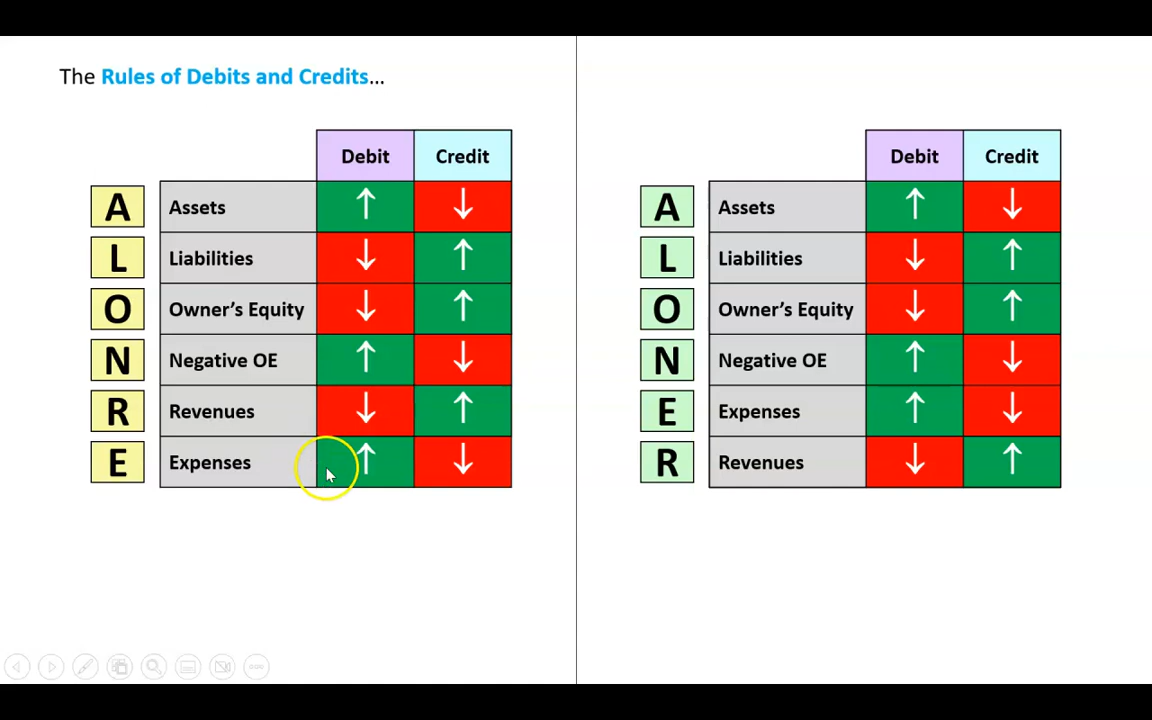 The Rules of Debits and Credits...
Debit Credit
A Assets ↑ ↓
L Liabilities ↓ ↑
O Owner's Equity ↓ ↑
N Negative OE ↑ ↓
R Revenues ↓ ↑
E Expenses ↑ ↓
Debit Credit
A Assets ↑ ↓
L Liabilities ↓ ↑
O Owner's Equity ↓ ↑
N Negative OE ↑ ↓
E Expenses ↑ ↓
R Revenues ↓ ↑